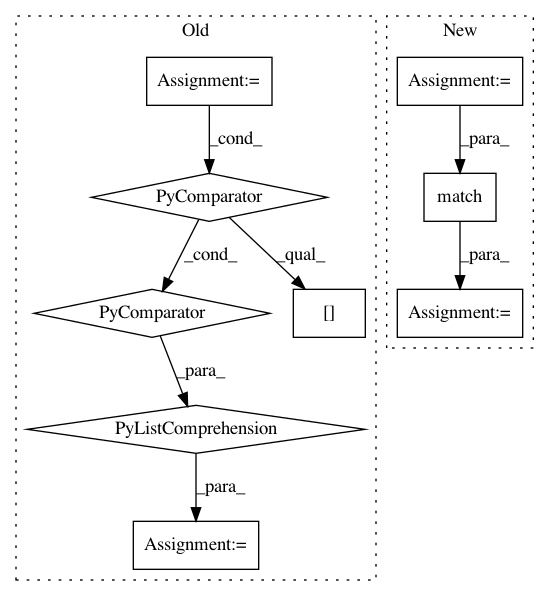 Old
Assignment:=
_cond_
PyComparator
_cond_
_qual_
PyComparator
[]
_para_
PyListComprehension
_para_
Assignment:=
New
Assignment:=
_para_
match
_para_
Assignment:=